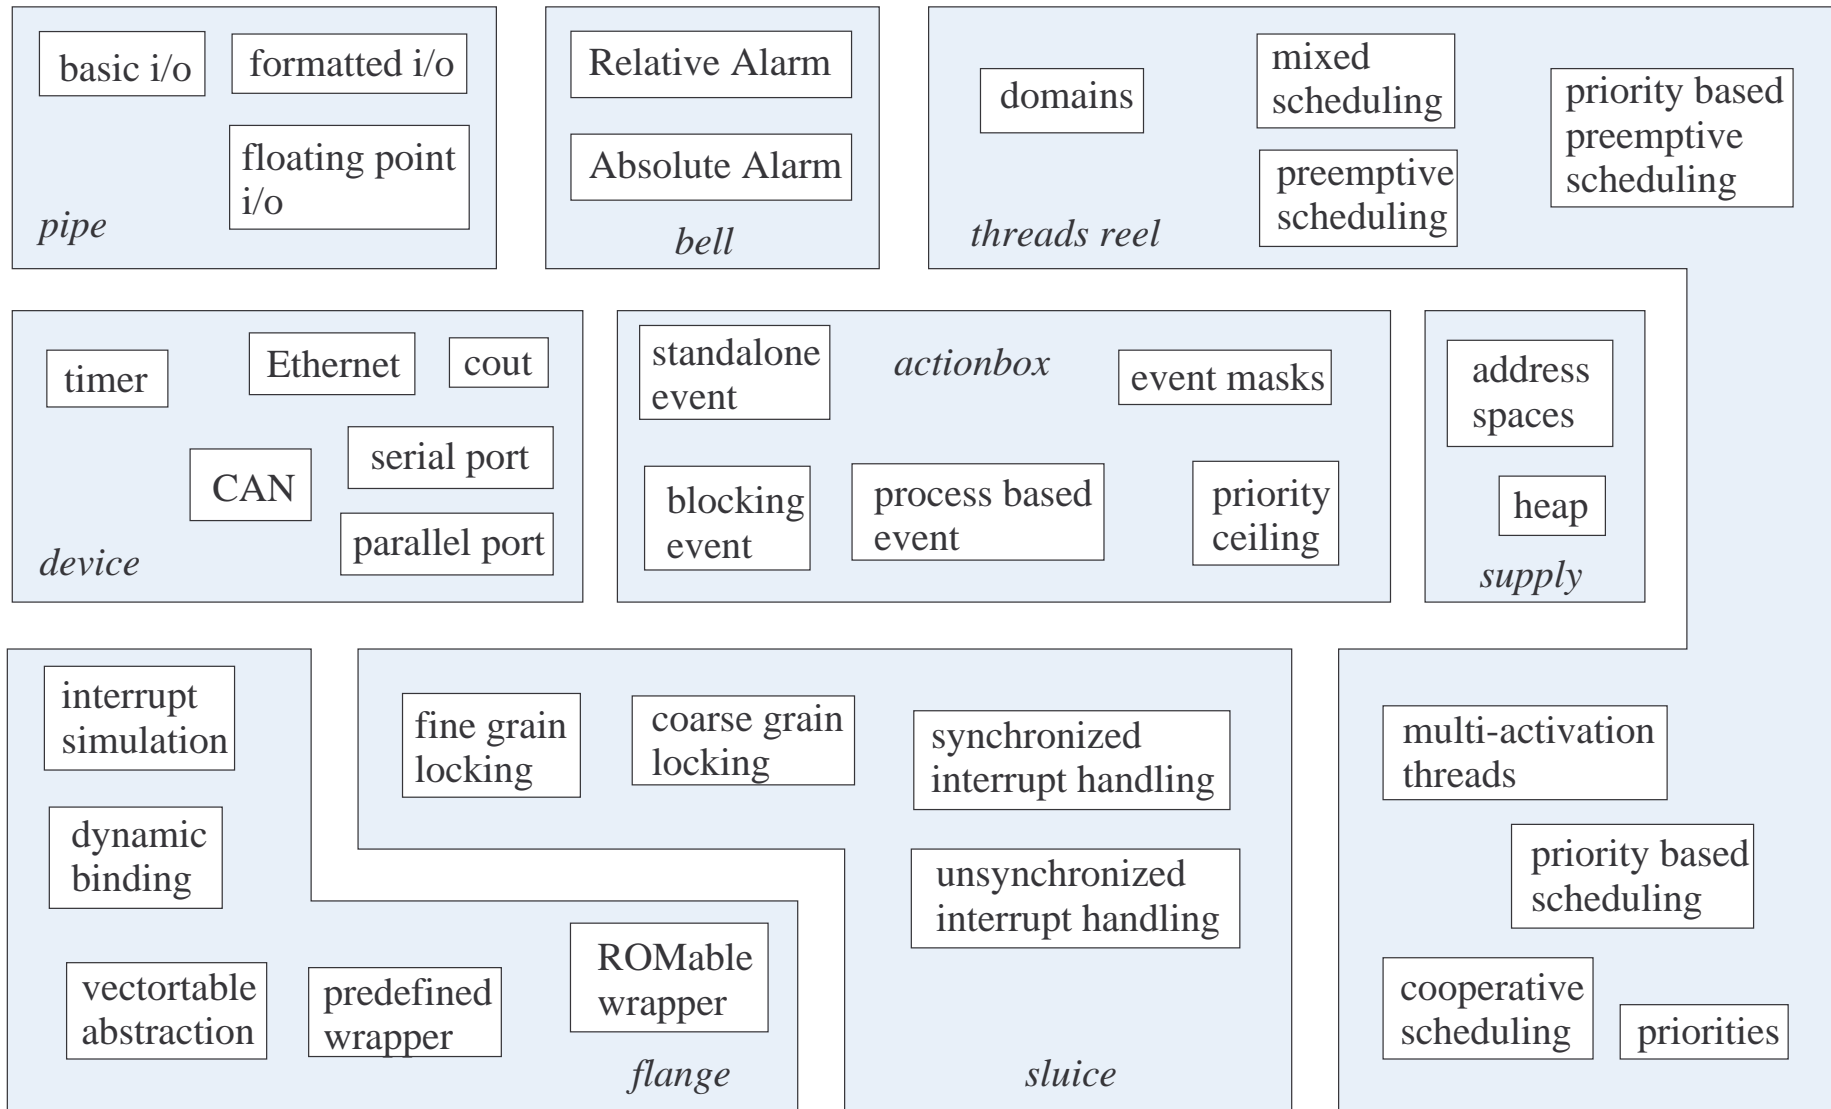 basic i/o
formatted i/o
floating point
i/o
pipe
Relative Alarm
Absolute Alarm
bell
domains
mixed
scheduling
preemptive
scheduling
priority based
preemptive
scheduling
threads reel
timer
Ethernet
cout
CAN
serial port
parallel port
device
standalone
event
actionbox
event masks
blocking
event
process based
event
priority
ceiling
address
spaces
heap
supply
interrupt
simulation
dynamic
binding
vectortable
abstraction
predefined
wrapper
ROMable
wrapper
flange
fine grain
locking
coarse grain
locking
synchronized
interrupt handling
unsynchronized
interrupt handling
sluice
multi-activation
threads
priority based
scheduling
cooperative
scheduling
priorities